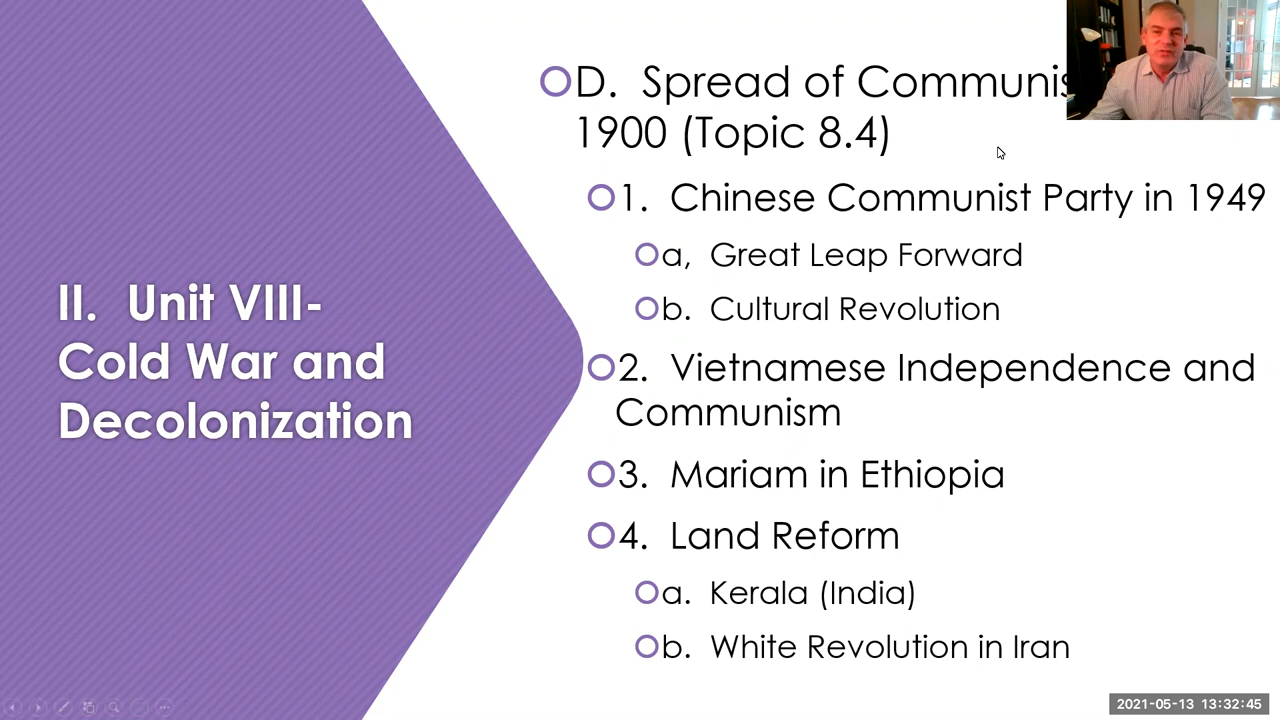 II. Unit VIII-
Cold War and
Decolonization
D. Spread of
1900 (Topic 8.4)
1. Chinese Communist Party in 1949
a, Great Leap Forward
b. Cultural Revolution
2. Vietnamese Independence and
Communism
3. Mariam in Ethiopia
4. Land Reform
a. Kerala (India)
b. White Revolution in Iran
2021-05-13 13:32:45